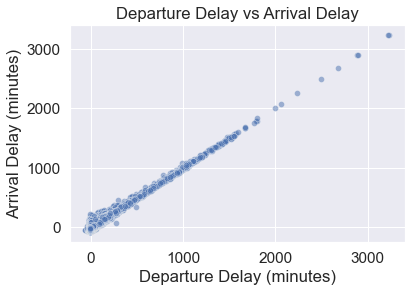 Departure Delay vs Arrival Delay
3000
2000
1000
0
Arrival Delay (minutes)
0 1000 2000 3000
Departure Delay (minutes)